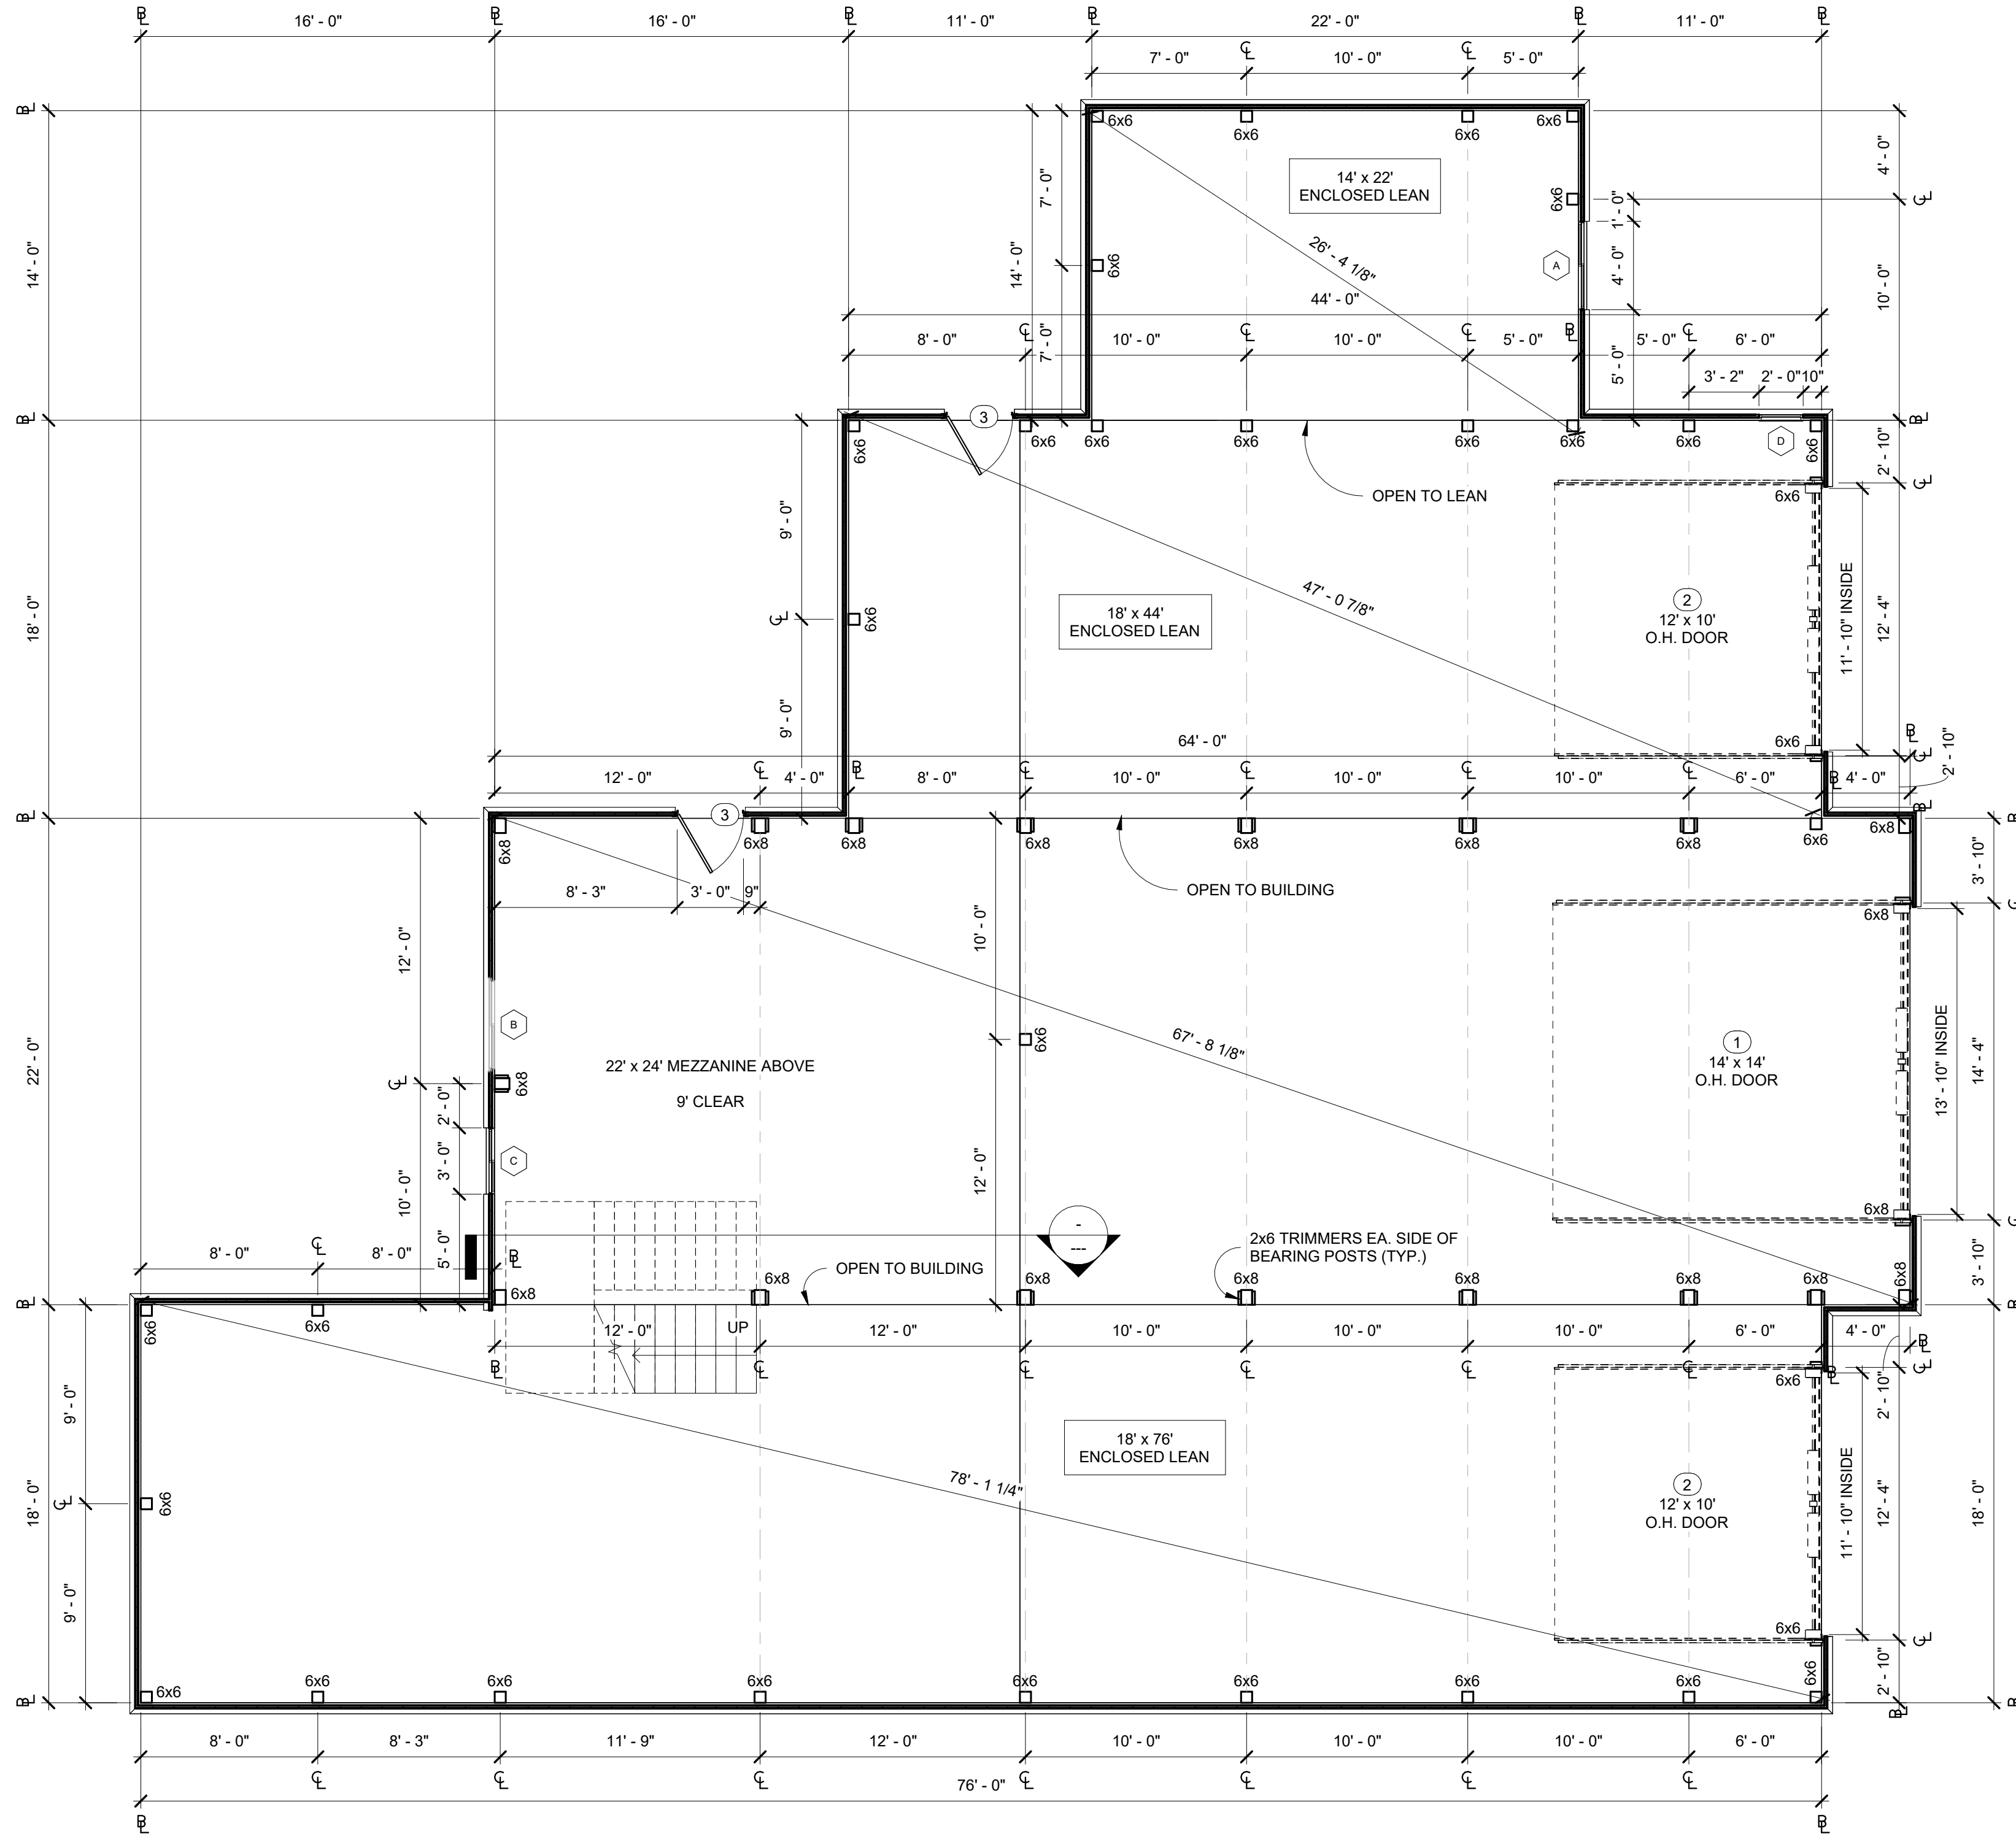 16' - 0" 16' - 0" 11' - 0" 22' - 0" 11' - 0"
7' - 0" 10' - 0" 5' - 0"
6x6 6x6 6x6 6x6
14' x 22'
ENCLOSED LEAN
4' - 0"
7' - 0"
6x6
1' - 0"
14' - 0"
14' - 0"
6x6
26' - 4 1/8"
A
4' - 0"
10' - 0"
44' - 0"
8' - 0" 10' - 0" 10' - 0" 5' - 0" 5' - 0" 6' - 0"
7' - 0"
5' - 0"
3' - 2" 2' - 0" 10"
3
6x6 6x6 6x6 6x6 6x6 6x6 6x6
D
6x6
2' - 10"
OPEN TO LEAN
6x6
9' - 0"
18' - 0"
6x6
18' x 44'
ENCLOSED LEAN
47' - 0 7/8"
2
12' x 10'
O.H. DOOR
11' - 10" INSIDE
12' - 4"
9' - 0"
6x6
2' - 10"
64' - 0"
12' - 0" 4' - 0" 8' - 0" 10' - 0" 10' - 0" 10' - 0" 6' - 0" 4' - 0"
3
6x8 6x8 6x8 6x8 6x8 6x8 6x8 6x6 6x8
3' - 10"
8' - 3" 3' - 0" 9"
OPEN TO BUILDING
6x8
12' - 0"
10' - 0"
B
6x6
67' - 8 1/8"
22' - 0"
22' x 24' MEZZANINE ABOVE
9' CLEAR
6x8
1
14' x 14'
O.H. DOOR
13' - 10" INSIDE
14' - 4"
2' - 0"
C
3' - 0"
10' - 0"
12' - 0"
6x8
5' - 0"
8' - 0" 8' - 0"
-
---
2x6 TRIMMERS EA. SIDE OF
BEARING POSTS (TYP.)
OPEN TO BUILDING
3' - 10"
6x8 6x8 6x8 6x8 6x8 6x8 6x8 6x8
6x6 6x6
12' - 0" UP 12' - 0" 10' - 0" 10' - 0" 10' - 0" 6' - 0" 4' - 0"
6x6
2' - 10"
9' - 0"
18' x 76'
ENCLOSED LEAN
78' - 1 1/4"
18' - 0"
6x6
2
12' x 10'
O.H. DOOR
11' - 10" INSIDE
12' - 4"
18' - 0"
9' - 0"
6x6
2' - 10"
6x6 6x6 6x6 6x6 6x6 6x6 6x6 6x6 6x6
8' - 0" 8' - 3" 11' - 9" 12' - 0" 10' - 0" 10' - 0" 10' - 0" 6' - 0"
76' - 0"